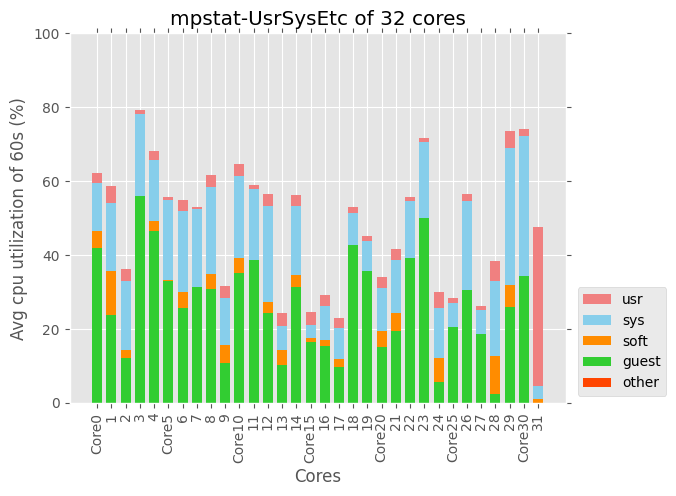 mpstat-UsrSysEtc of 32 cores
Avg cpu utilization of 60s (%)
100
80
60
40
20
0
Core0
1
2
3
4
Core5
6
7
8
9
Core10
11
12
13
14
Core15
16
17
18
19
Core20
21
22
23
24
Core25
26
27
28
29
Core30
31
Cores
usr
sys
soft
guest
other